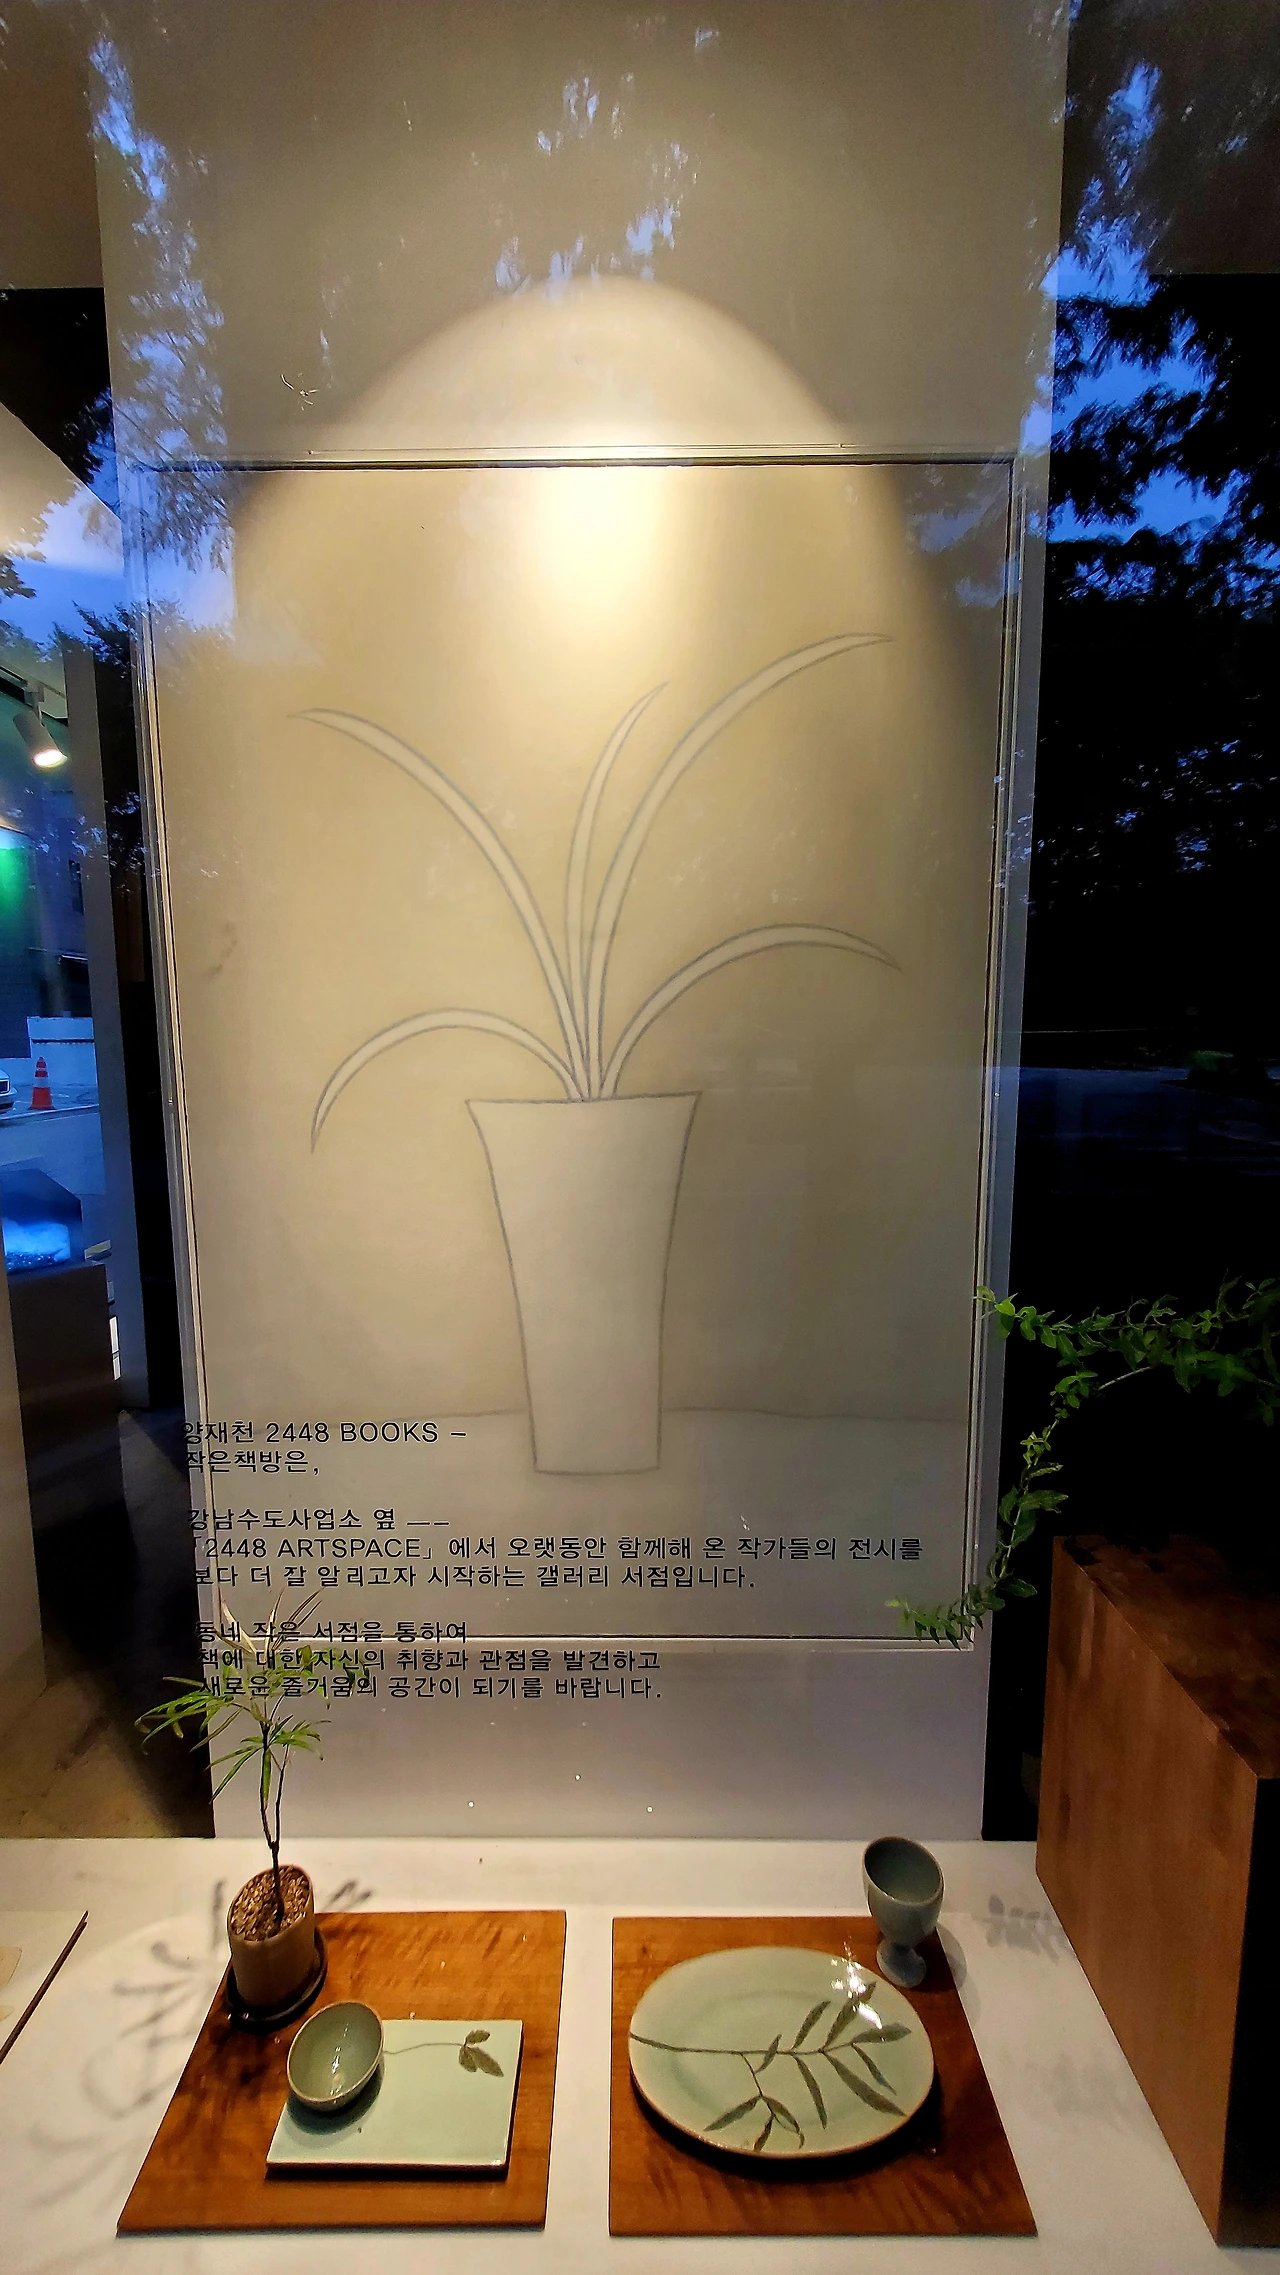 양재천 2448 BOOKS –
작은책방은,
강남수도사업소 옆 ——
「2448 ARTSPACE」에서 오랫동안 함께해 온 작가들의 전시를
보다 더 잘 알리고자 시작하는 갤러리 서점입니다.
동네 작은 서점을 통하여
책에 대한 자신의 취향과 관점을 발견하고
새로운 즐거움의 공간이 되기를 바랍니다.